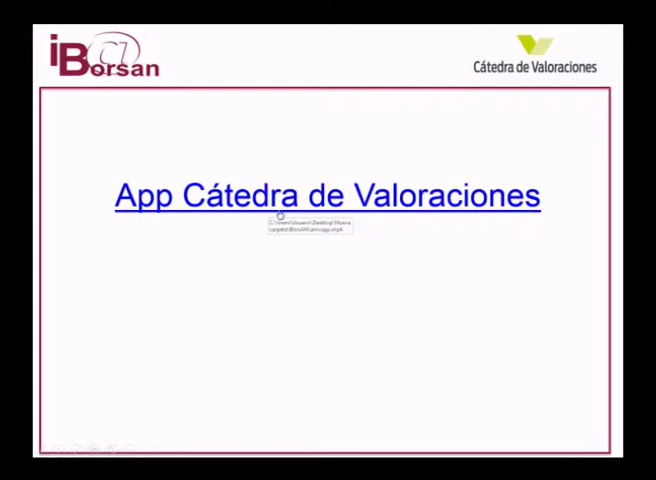 iBorsan
Cátedra de Valoraciones
App Cátedra de Valoraciones